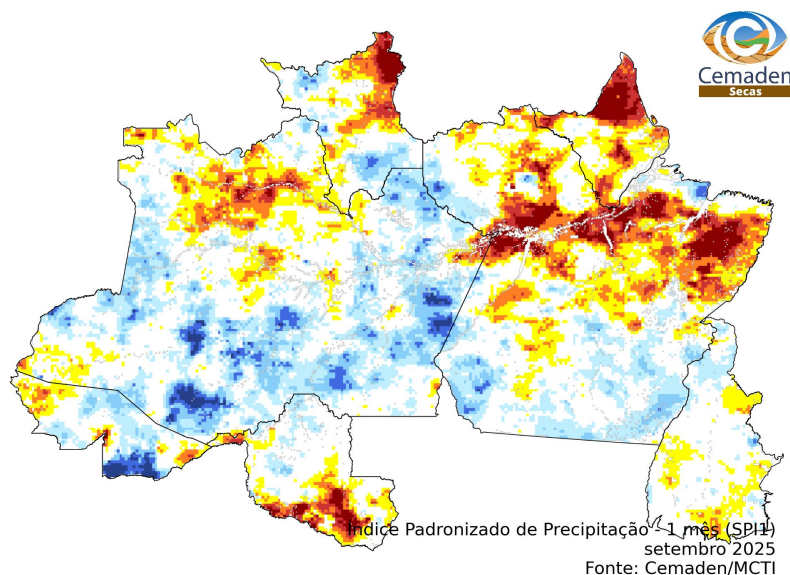 Cemaden
Secas
Índice Padronizado de Precipitação - 1 mês (SPI1)
setembro 2025
Fonte: Cemaden/MCTI